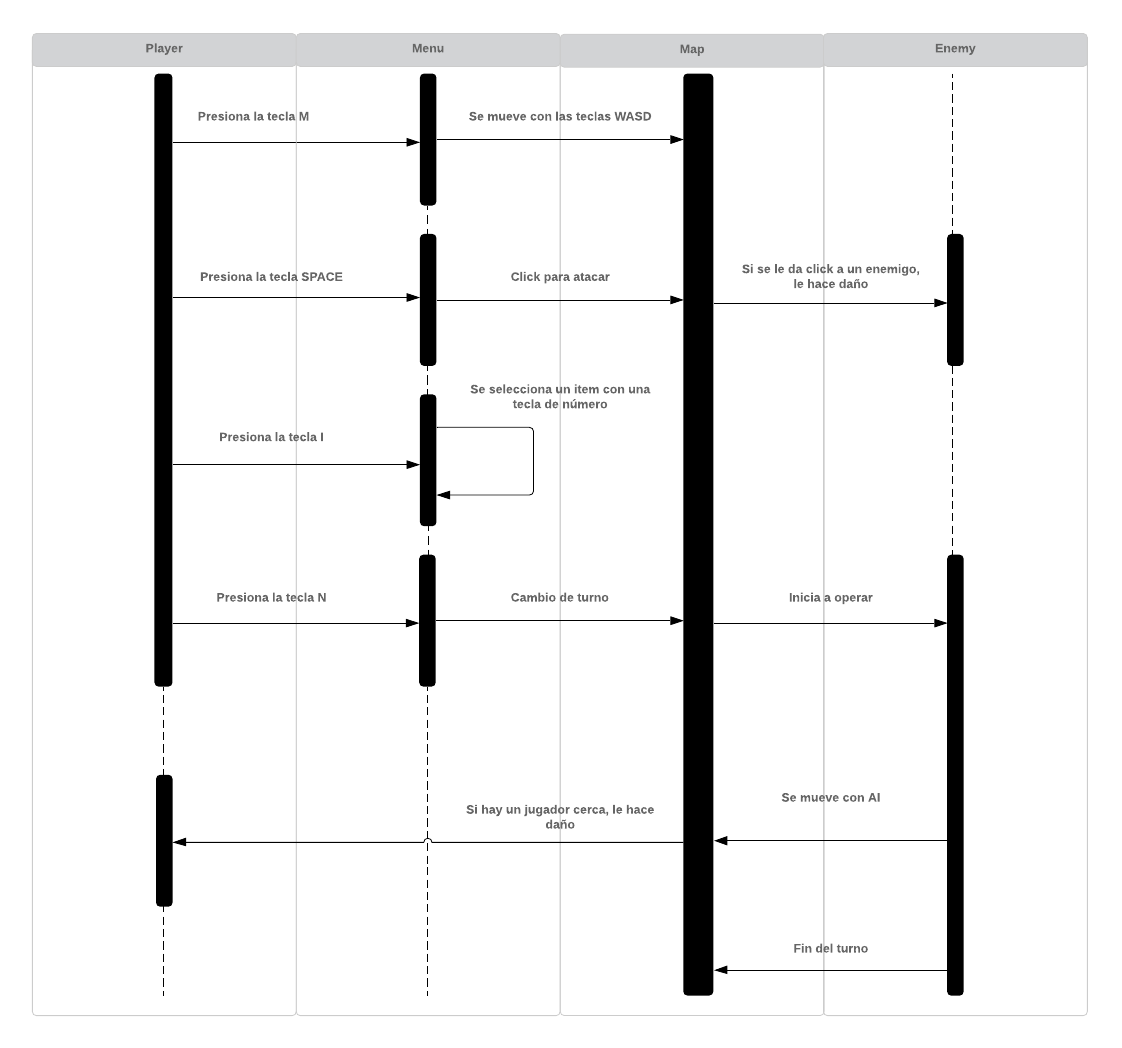 Player
Menu
Map
Enemy
Presiona la tecla M
Se mueve con las teclas WASD
Presiona la tecla SPACE
Click para atacar
Si se le da click a un enemigo,
le hace daño
Se selecciona un item con una
tecla de número
Presiona la tecla I
Presiona la tecla N
Cambio de turno
Inicia a operar
Se mueve con AI
Si hay un jugador cerca, le hace
daño
Fin del turno